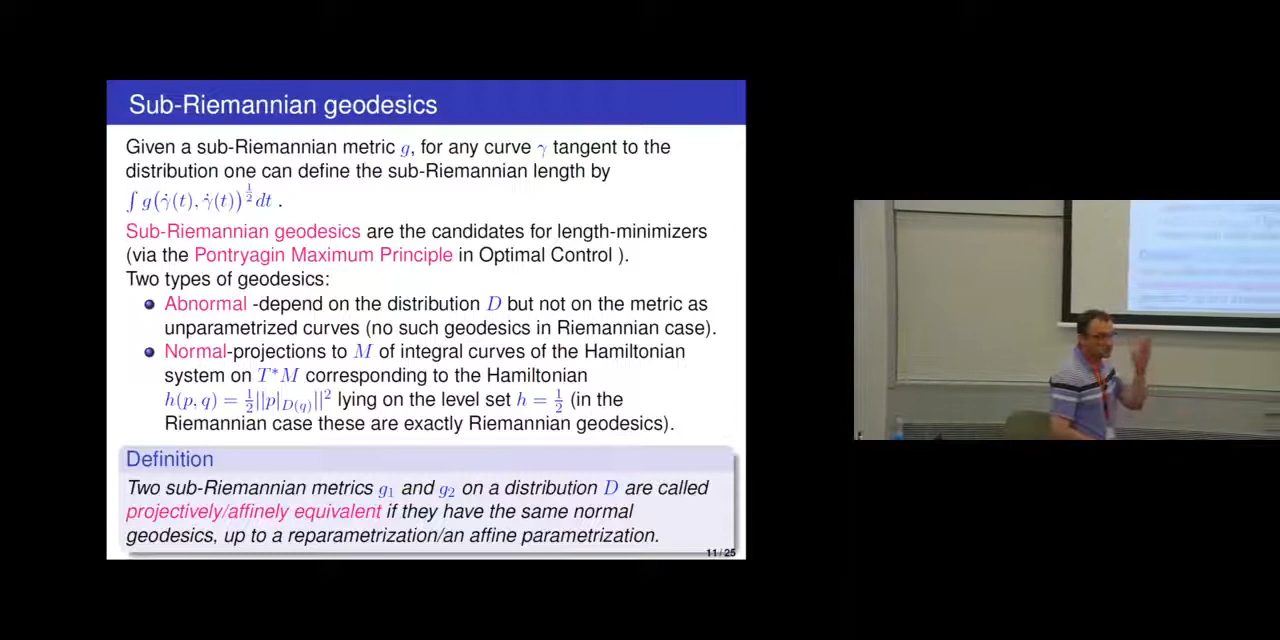 Sub-Riemannian geodesics
Given a sub-Riemannian metric g, for any curve γ tangent to the
distribution one can define the sub-Riemannian length by
∫ g(γ̇(t), γ̇(t))^{1/2} dt .
Sub-Riemannian geodesics are the candidates for length-minimizers
(via the Pontryagin Maximum Principle in Optimal Control ).
Two types of geodesics:
Abnormal -depend on the distribution D but not on the metric as
unparametrized curves (no such geodesics in Riemannian case).
Normal-projections to M of integral curves of the Hamiltonian
system on T*M corresponding to the Hamiltonian
h(p, q) = ½||p|_{D(q)}||² lying on the level set h = ½ (in the
Riemannian case these are exactly Riemannian geodesics).
Definition
Two sub-Riemannian metrics g₁ and g₂ on a distribution D are called
projectively/affinely equivalent if they have the same normal
geodesics, up to a reparametrization/an affine parametrization.
11 / 25